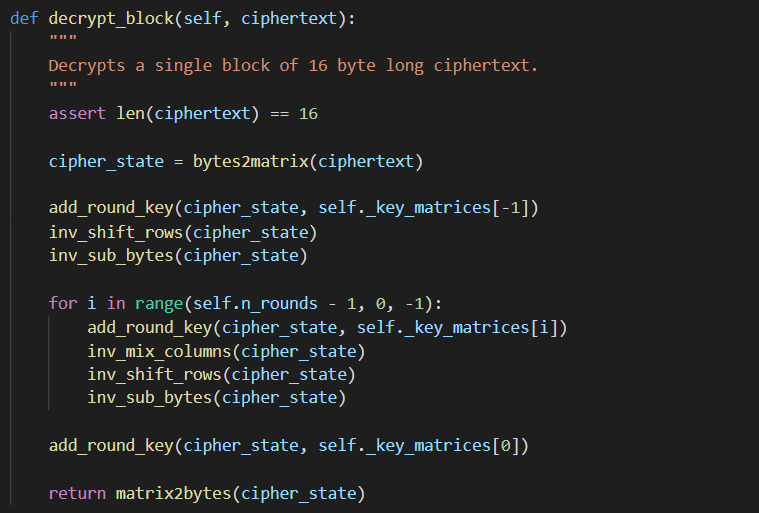 def decrypt_block(self, ciphertext):
    """
    Decrypts a single block of 16 byte long ciphertext.
    """
    assert len(ciphertext) == 16

    cipher_state = bytes2matrix(ciphertext)

    add_round_key(cipher_state, self._key_matrices[-1])
    inv_shift_rows(cipher_state)
    inv_sub_bytes(cipher_state)

    for i in range(self.n_rounds - 1, 0, -1):
        add_round_key(cipher_state, self._key_matrices[i])
        inv_mix_columns(cipher_state)
        inv_shift_rows(cipher_state)
        inv_sub_bytes(cipher_state)

    add_round_key(cipher_state, self._key_matrices[0])

    return matrix2bytes(cipher_state)